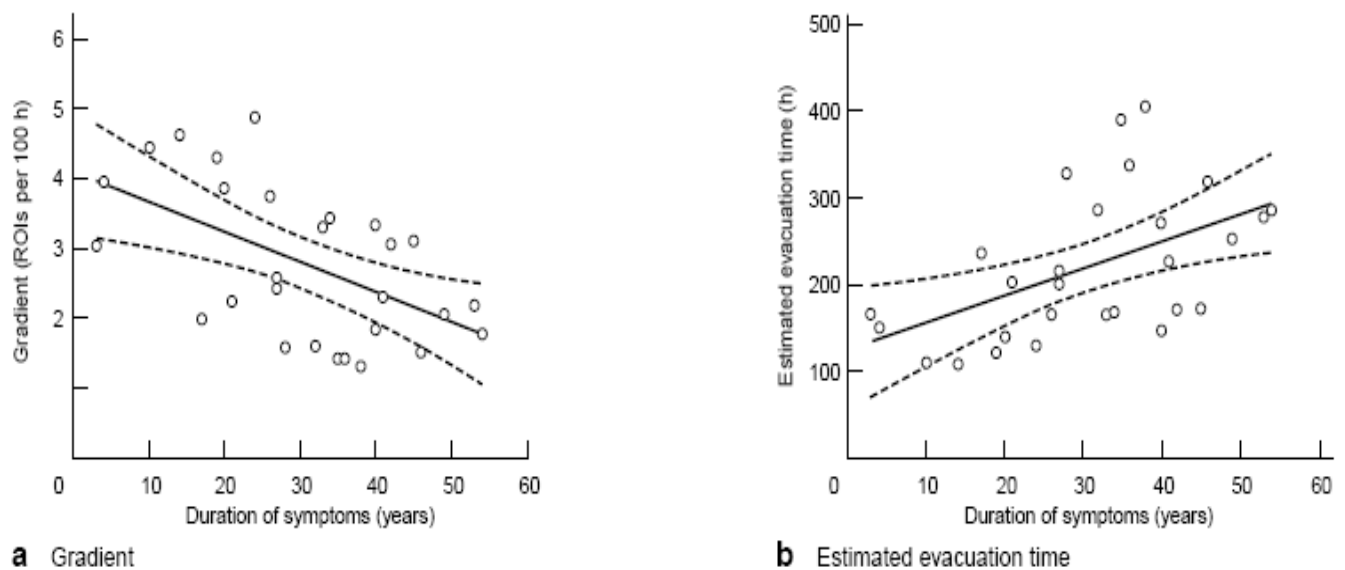 Gradient (ROIs per 100 h)
6
5
4
3
2
0 10 20 30 40 50 60
Duration of symptoms (years)
a Gradient
Estimated evacuation time (h)
500
400
300
200
100
0 10 20 30 40 50 60
Duration of symptoms (years)
b Estimated evacuation time